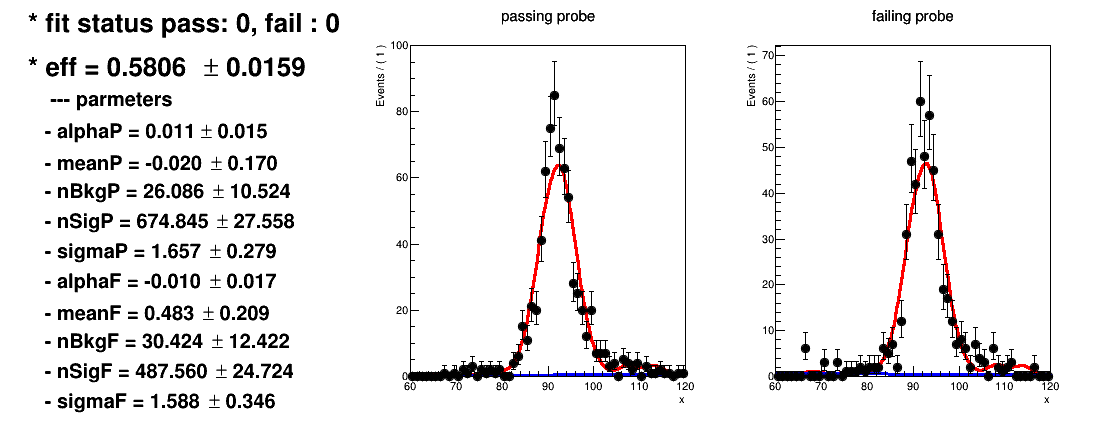 * fit status pass: 0, fail : 0
* eff = 0.5806 ± 0.0159
--- parmeters
- alphaP = 0.011 ± 0.015
- meanP = -0.020 ± 0.170
- nBkgP = 26.086 ± 10.524
- nSigP = 674.845 ± 27.558
- sigmaP = 1.657 ± 0.279
- alphaF = -0.010 ± 0.017
- meanF = 0.483 ± 0.209
- nBkgF = 30.424 ± 12.422
- nSigF = 487.560 ± 24.724
- sigmaF = 1.588 ± 0.346
passing probe
Events / ( 1 )
100
80
60
40
20
0
60 70 80 90 100 110 120
x
failing probe
Events / ( 1 )
70
60
50
40
30
20
10
0
60 70 80 90 100 110 120
x